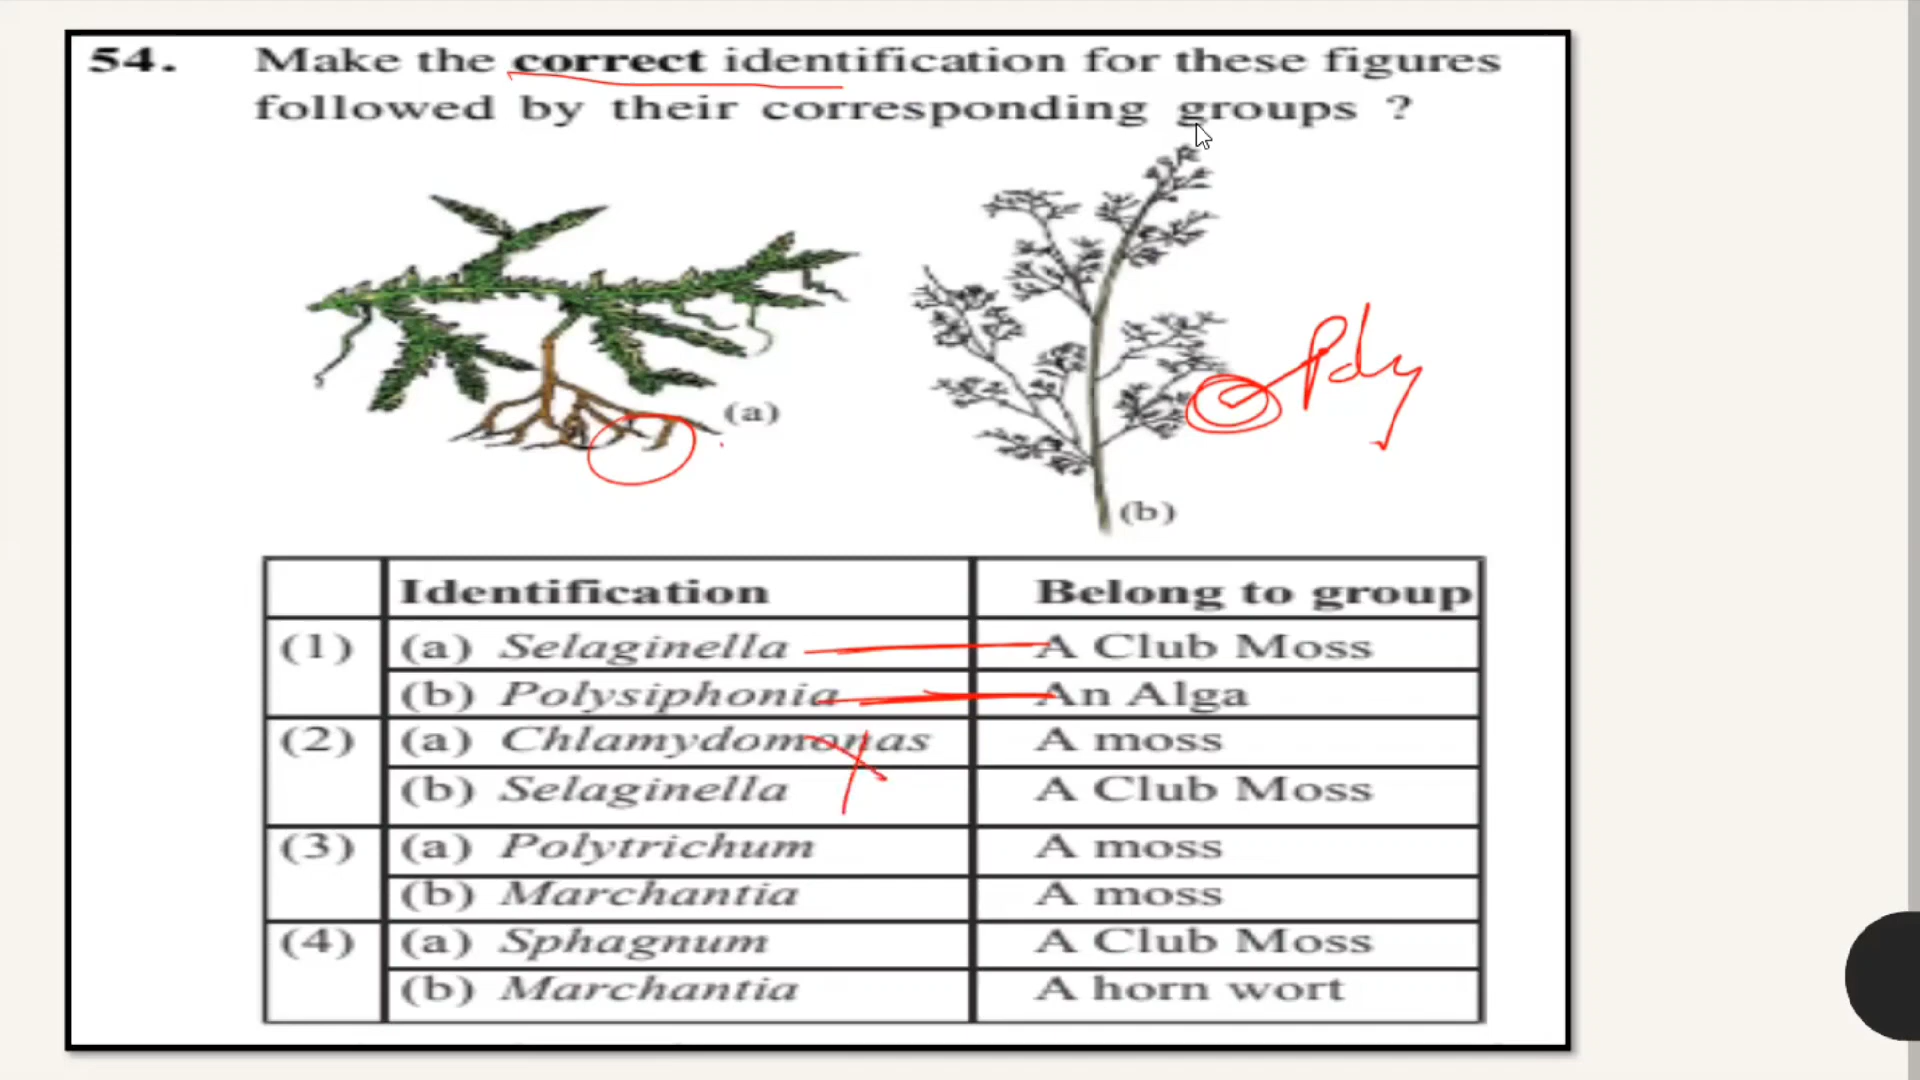 54. Make the correct identification for these figures
followed by their corresponding groups ?
(a)
Poly
(b)
Identification Belong to group
(1) (a) Selaginella A Club Moss
(b) Polysiphonia An Alga
(2) (a) Chlamydomonas A moss
(b) Selaginella A Club Moss
(3) (a) Polytrichum A moss
(b) Marchantia A moss
(4) (a) Sphagnum A Club Moss
(b) Marchantia A horn wort